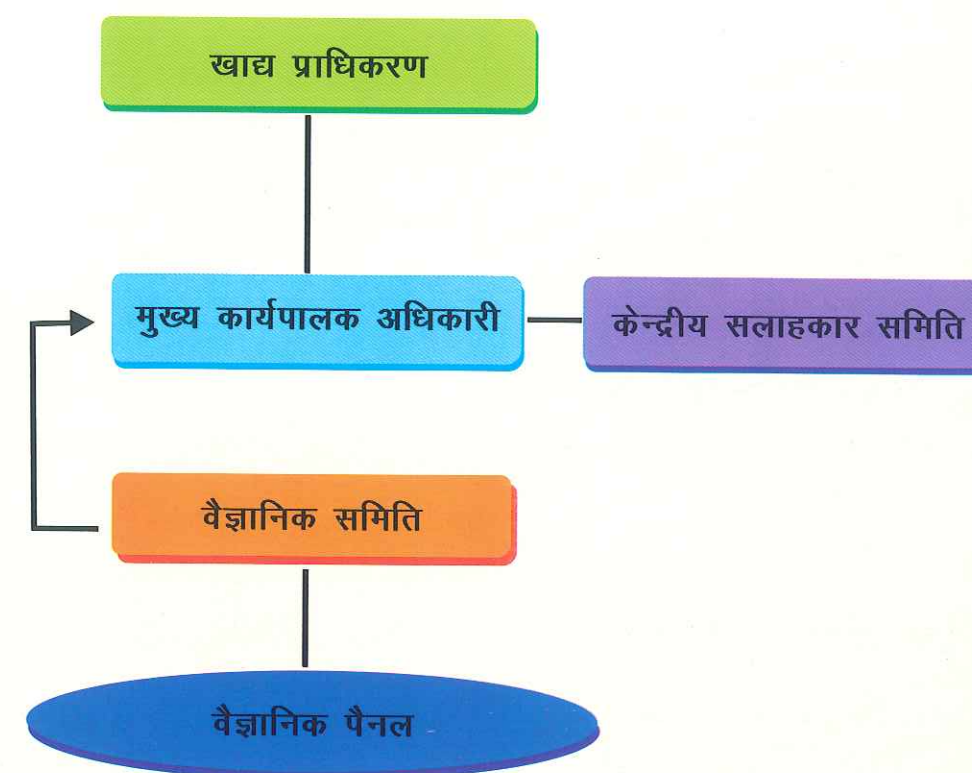 खाद्य प्राधिकरण
मुख्य कार्यपालक अधिकारी
केन्द्रीय सलाहकार समिति
वैज्ञानिक समिति
वैज्ञानिक पैनल